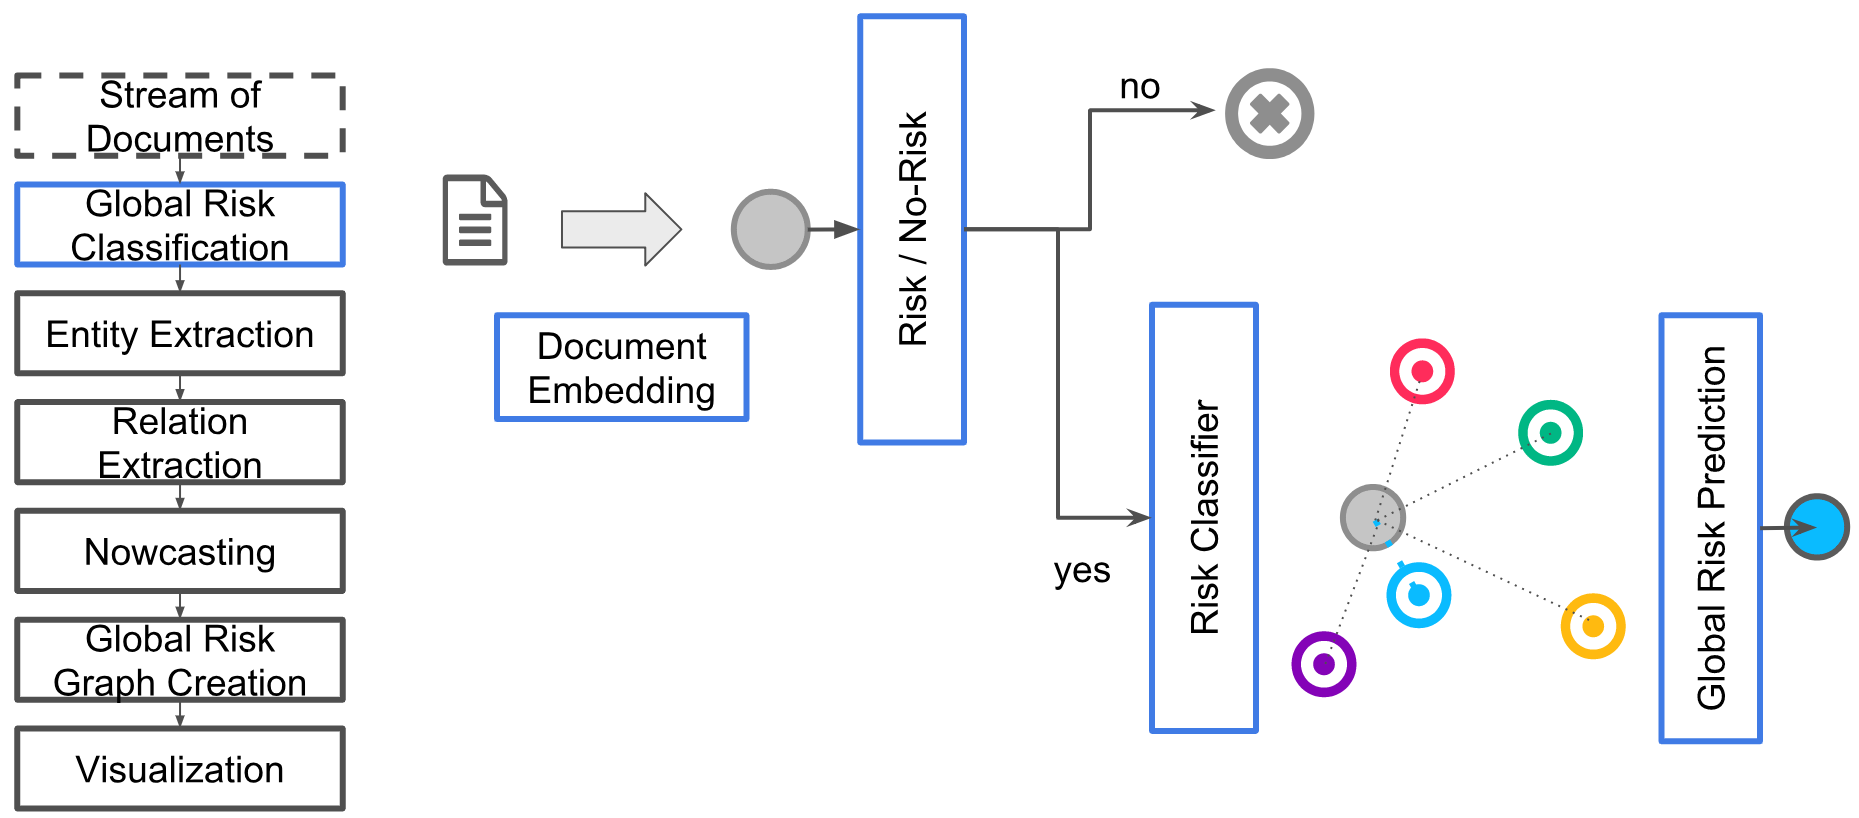 Stream of
Documents
Global Risk
Classification
Entity Extraction
Relation
Extraction
Nowcasting
Global Risk
Graph Creation
Visualization
Document
Embedding
Risk / No-Risk
no
yes
Risk Classifier
Global Risk Prediction